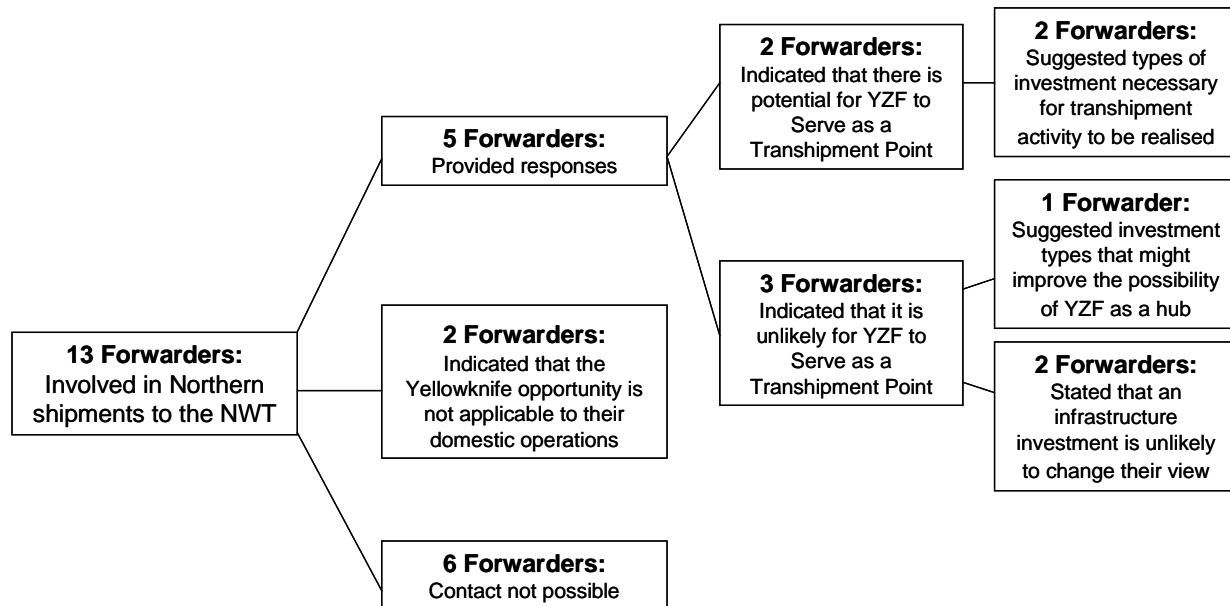 13 Forwarders:
Involved in Northern
shipments to the NWT
5 Forwarders:
Provided responses
2 Forwarders:
Indicated that the
Yellowknife opportunity is
not applicable to their
domestic operations
6 Forwarders:
Contact not possible
2 Forwarders:
Indicated that there is
potential for YZF to
Serve as a
Transhipment Point
3 Forwarders:
Indicated that it is
unlikely for YZF to
Serve as a
Transhipment Point
2 Forwarders:
Suggested types of
investment necessary
for transhipment
activity to be realised
1 Forwarder:
Suggested investment
types that might
improve the possibility
of YZF as a hub
2 Forwarders:
Stated that an
infrastructure
investment is unlikely
to change their view